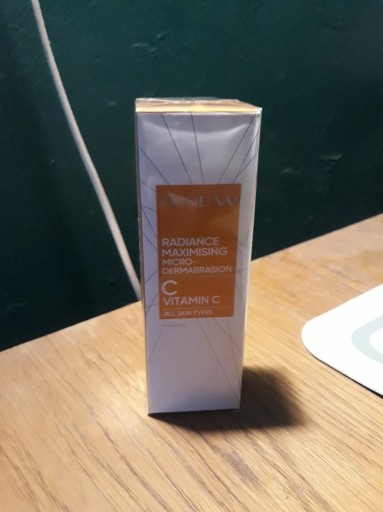 ANEW
RADIANCE
MAXIMISING
MICRO-
DERMABRASION
C
VITAMIN C
ALL SKIN TYPES